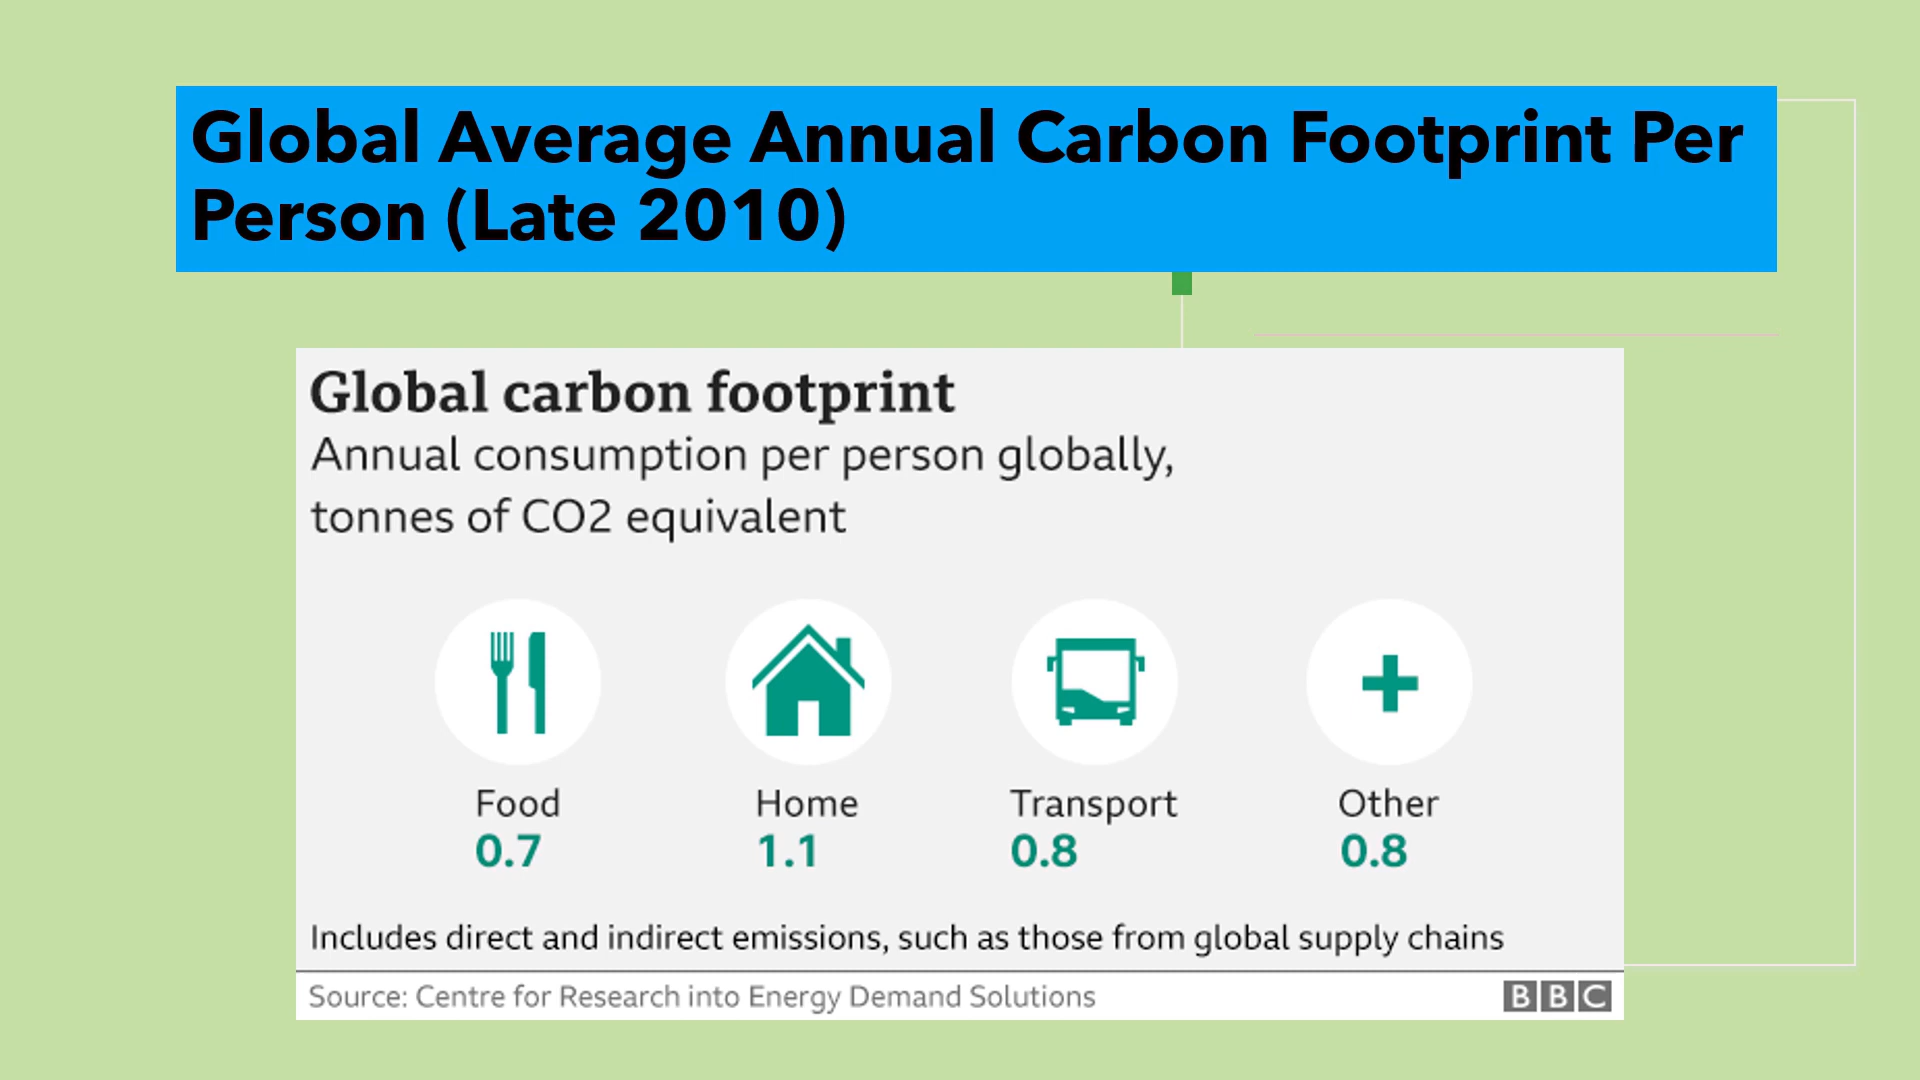 Global Average Annual Carbon Footprint Per
Person (Late 2010)
Global carbon footprint
Annual consumption per person globally,
tonnes of CO2 equivalent
Food
0.7
Home
1.1
Transport
0.8
Other
0.8
Includes direct and indirect emissions, such as those from global supply chains
Source: Centre for Research into Energy Demand Solutions
BBC